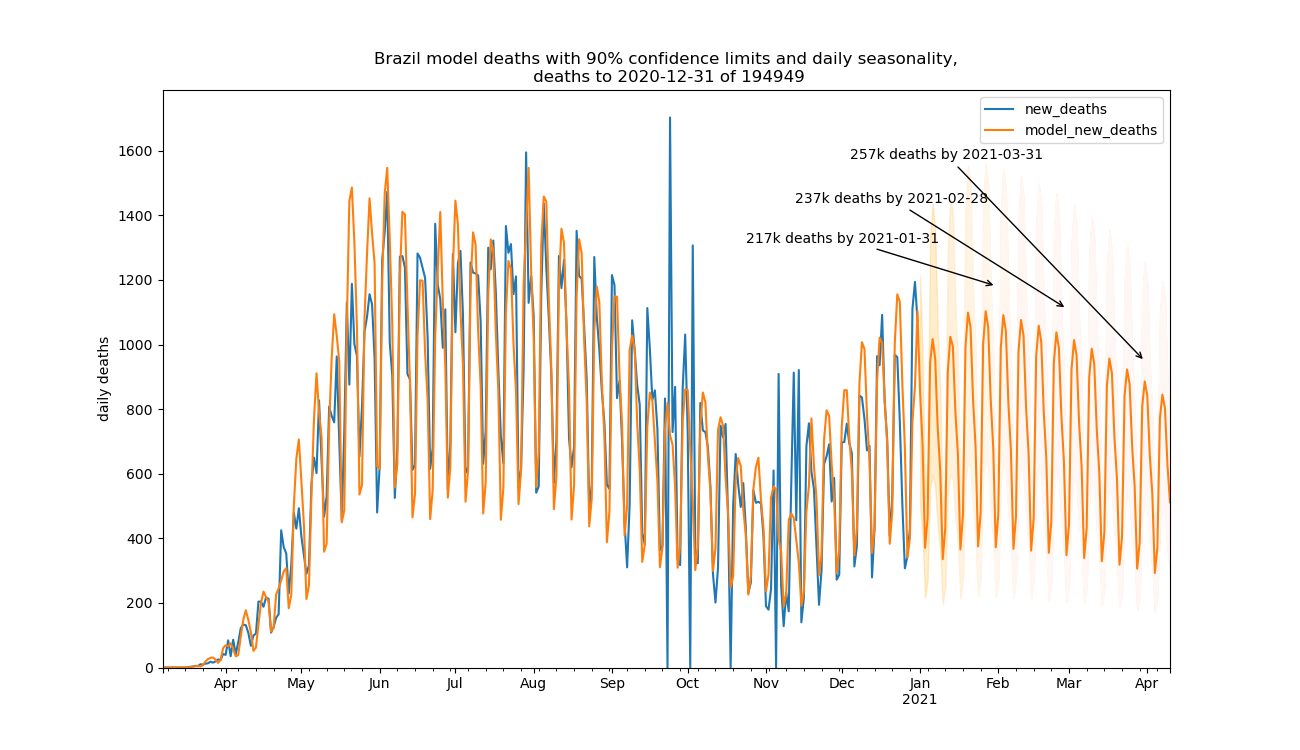 Brazil model deaths with 90% confidence limits and daily seasonality,
deaths to 2020-12-31 of 194949
new_deaths
model_new_deaths
257k deaths by 2021-03-31
237k deaths by 2021-02-28
217k deaths by 2021-01-31
daily deaths
1600
1400
1200
1000
800
600
400
200
0
Apr May Jun Jul Aug Sep Oct Nov Dec Jan Feb Mar Apr
2021